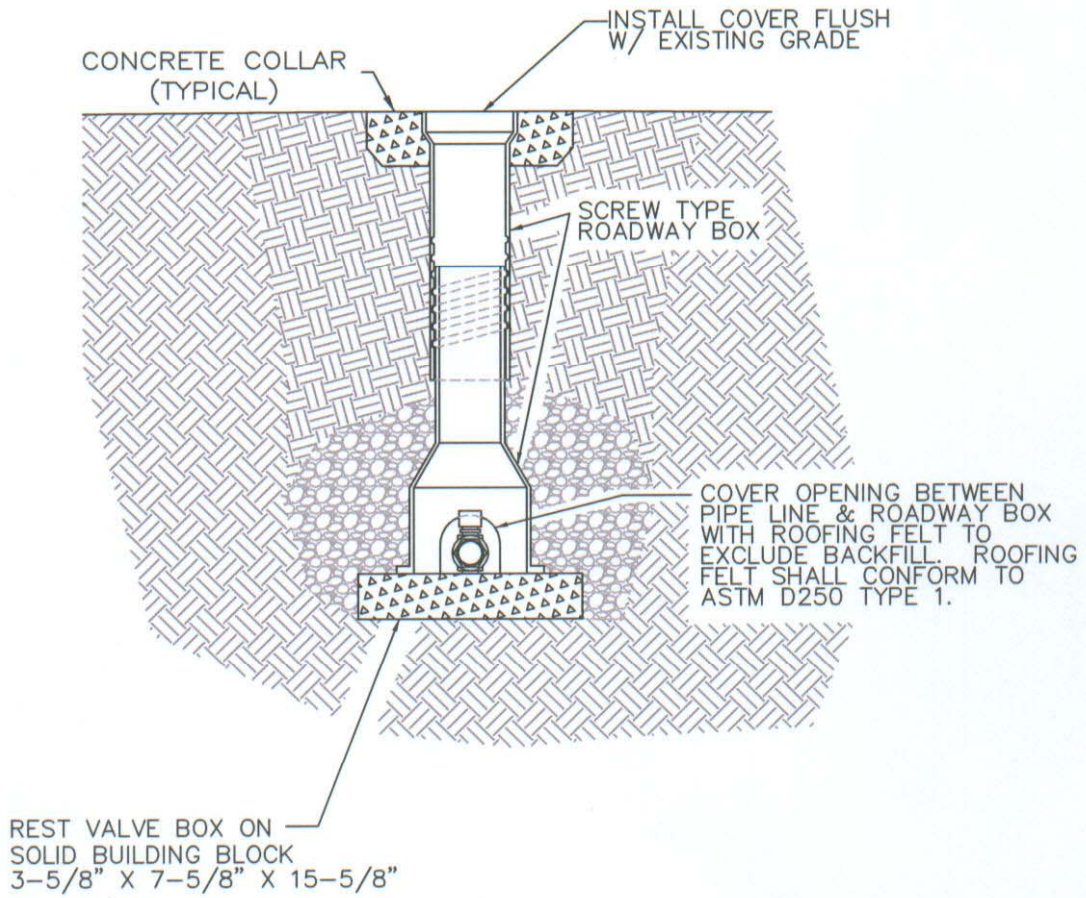 INSTALL COVER FLUSH
W/ EXISTING GRADE
CONCRETE COLLAR
(TYPICAL)
SCREW TYPE
ROADWAY BOX
COVER OPENING BETWEEN
PIPE LINE & ROADWAY BOX
WITH ROOFING FELT TO
EXCLUDE BACKFILL. ROOFING
FELT SHALL CONFORM TO
ASTM D250 TYPE 1.
REST VALVE BOX ON
SOLID BUILDING BLOCK
3-5/8" X 7-5/8" X 15-5/8"